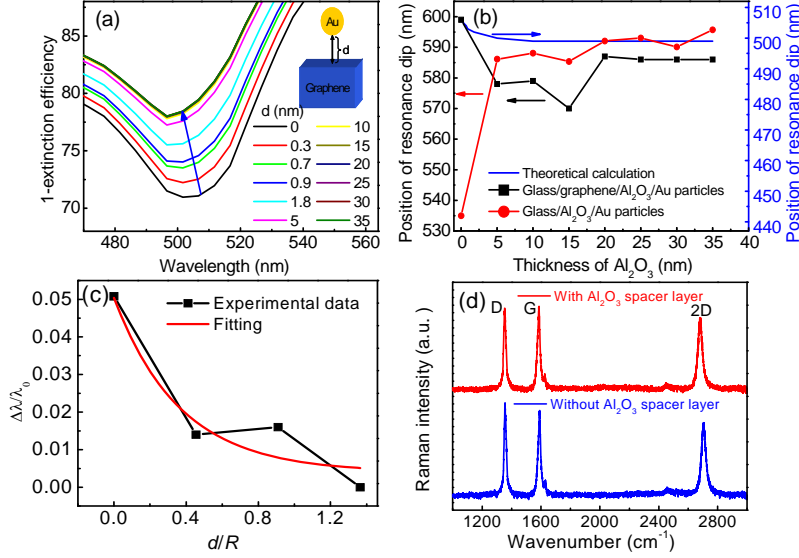 (a)
Au
d
Graphene
d (nm)
0 10
0.3 15
0.7 20
0.9 25
1.8 30
5 35
85
80
75
70
1-extinction efficiency
480 500 520 540 560
Wavelength (nm)
(b)
600
590
580
570
560
550
540
530
Position of resonance dip (nm)
510
500
490
480
470
460
450
440
Position of resonance dip (nm)
Theoretical calculation
Glass/graphene/Al2O3/Au particles
Glass/Al2O3/Au particles
0 5 10 15 20 25 30 35 40
Thickness of Al2O3 (nm)
(c)
Experimental data
Fitting
0.05
0.04
0.03
0.02
0.01
0.00
Δλ/λ0
0.0 0.4 0.8 1.2
d/R
(d)
With Al2O3 spacer layer
D G 2D
Without Al2O3 spacer layer
Raman intensity (a.u.)
1200 1600 2000 2400 2800
Wavenumber (cm-1)